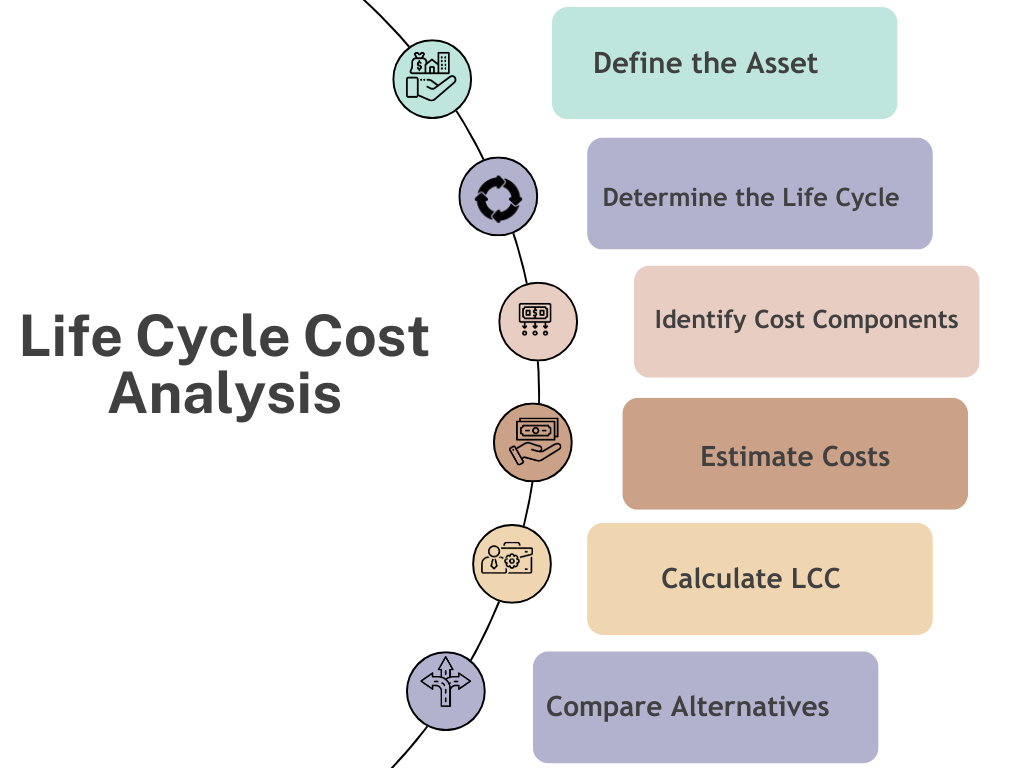 Life Cycle Cost
Analysis
Define the Asset
Determine the Life Cycle
Identify Cost Components
Estimate Costs
Calculate LCC
Compare Alternatives